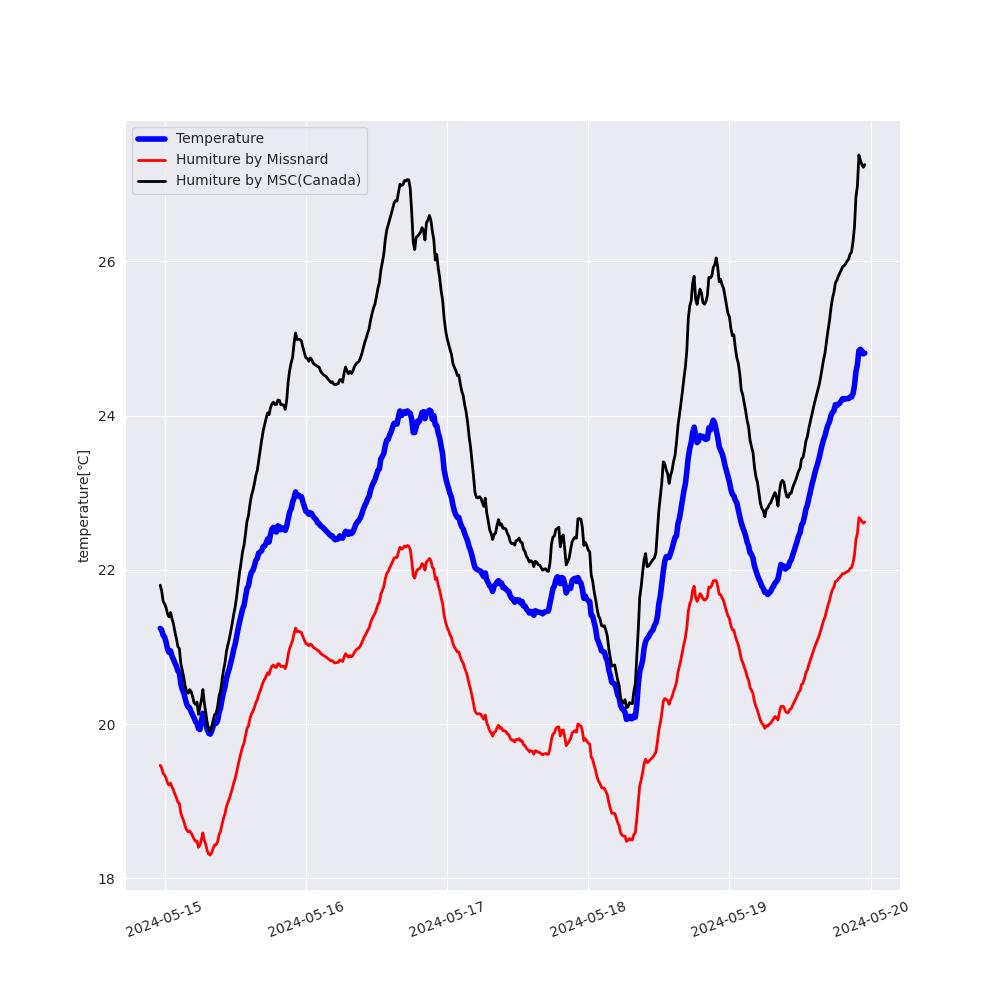 Temperature
Humiture by Missnard
Humiture by MSC(Canada)
temperature[℃]
26
24
22
20
18
2024-05-15
2024-05-16
2024-05-17
2024-05-18
2024-05-19
2024-05-20